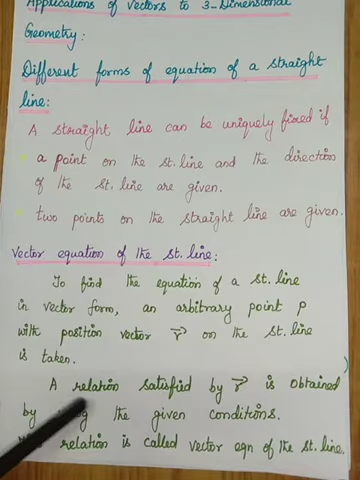 Applications of vectors to 3-Dimensional
Geometry:
Different forms of equation of a straight
line:
A straight line can be uniquely fixed if
a point on the st.line and the direction
of the st.line are given.
two points on the straight line are given.
Vector equation of the st.line:
To find the equation of a st.line
in vector form, an arbitrary point P
with position vector r⃗ on the st.line
is taken.
A relation satisfied by r⃗ is obtained
by the given conditions.
relation is called vector eqn of the st.line.